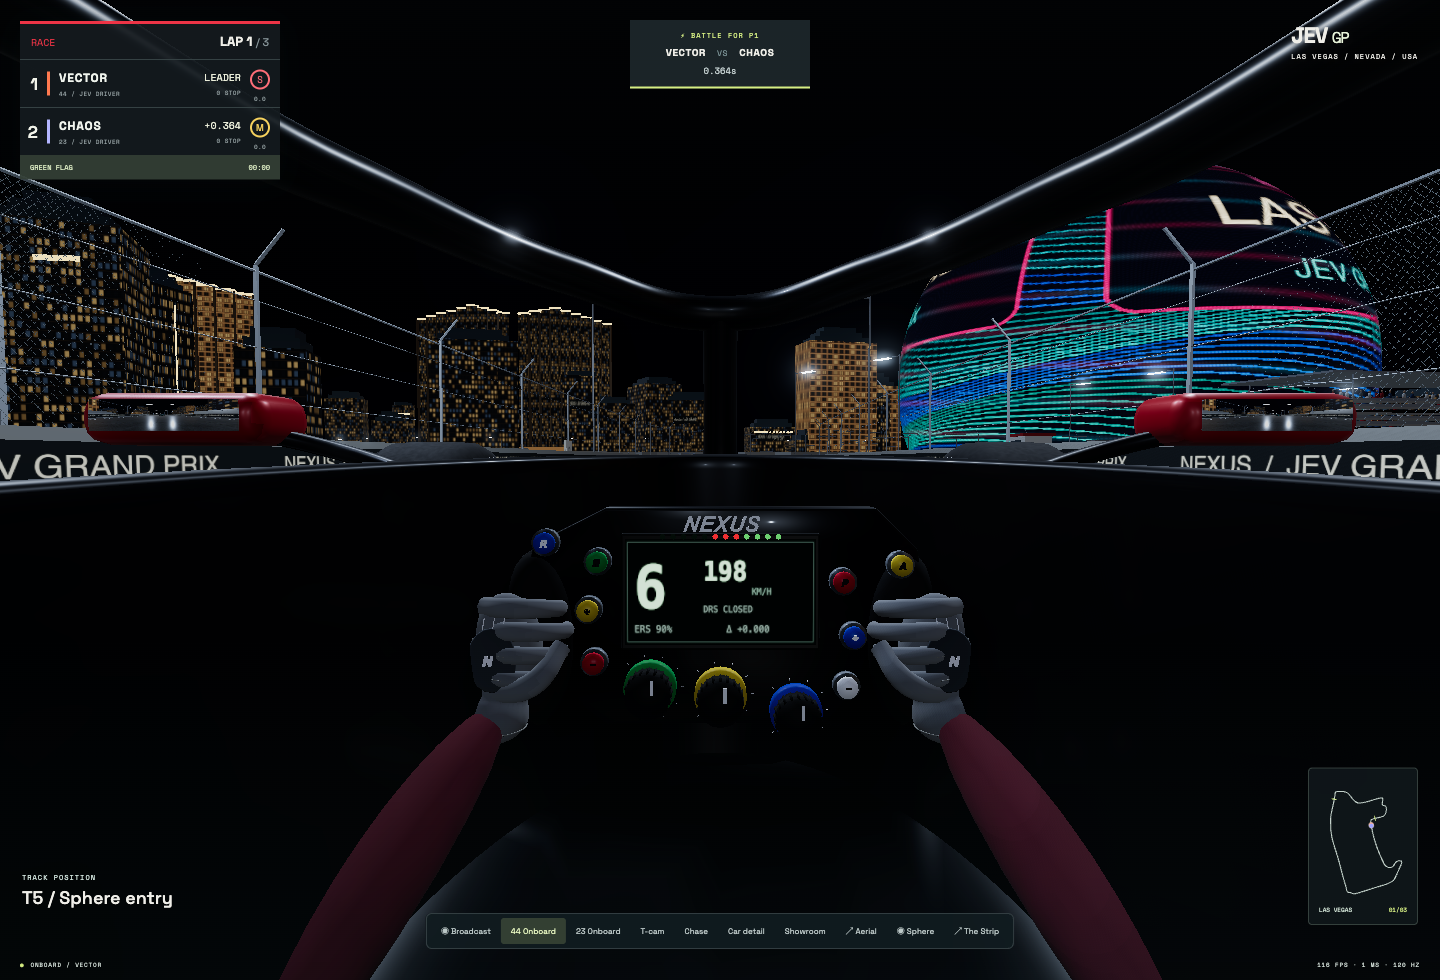 RACE
LAP 1 / 3
1 VECTOR LEADER S
44 / JEV DRIVER 0 STOP 0.0
2 CHAOS +0.364 M
23 / JEV DRIVER 0 STOP 0.0
GREEN FLAG 00:00
⚡ BATTLE FOR P1
VECTOR VS CHAOS
0.364s
JEV GP
LAS VEGAS / NEVADA / USA
LAS
JEV G
V GRAND PRIX NEXUS /
PRIX NEXUS / JEV GRA
NEXUS
R
A
6 198
KM/H
DRS CLOSED
ERS 90% Δ +0.000
N
N
TRACK POSITION
T5 / Sphere entry
LAS VEGAS 01/03
◉ Broadcast 44 Onboard 23 Onboard T-cam Chase Car detail Showroom ↗ Aerial ◉ Sphere ↗ The Strip
ONBOARD / VECTOR
116 FPS · 1 MS · 120 HZ